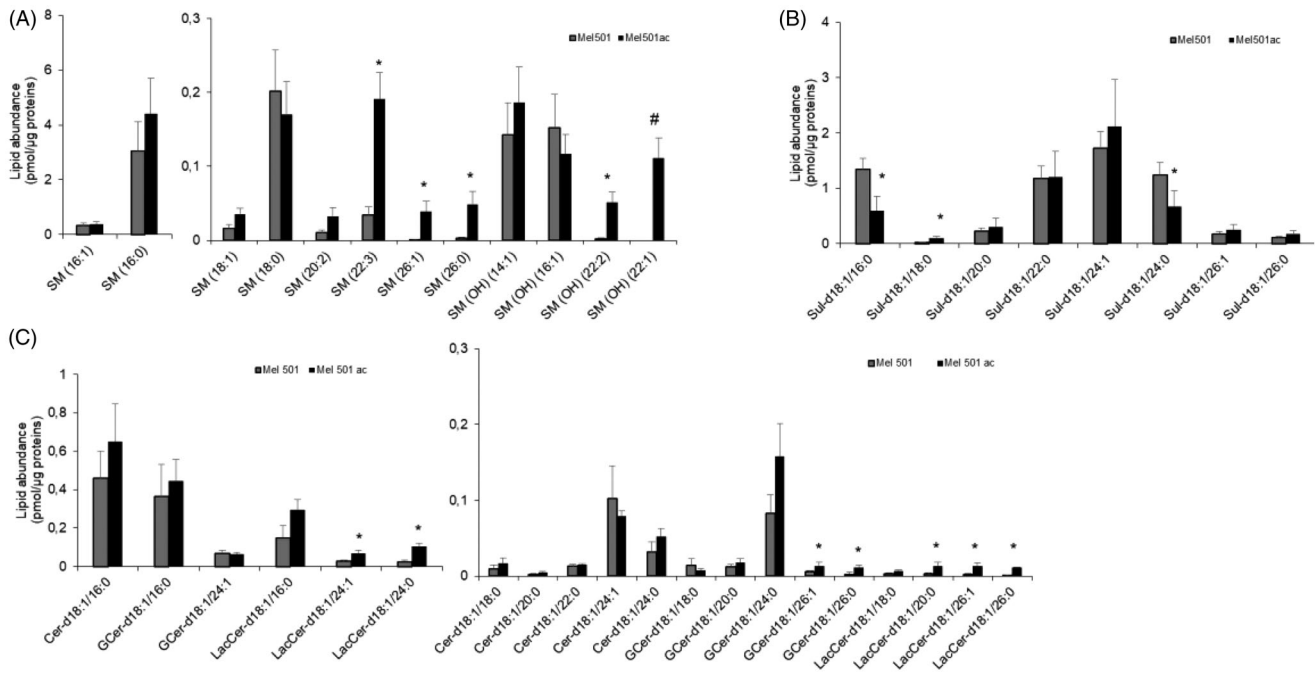 (A)
Lipid abundance
(pmol/µg proteins)
8
6
4
2
0
SM (16:1)
SM (16:0)
0,3
0,2
0,1
0
Mel501 Mel501ac
*
*
*
*
#
SM (18:1)
SM (18:0)
SM (20:2)
SM (22:3)
SM (26:1)
SM (26:0)
SM (OH) (14:1)
SM (OH) (16:1)
SM (OH) (22:2)
SM (OH) (22:1)
(B)
Lipid abundance
(pmol/µg proteins)
4
3
2
1
0
Mel501 Mel501ac
*
*
*
Sul-d18:1/16:0
Sul-d18:1/18:0
Sul-d18:1/20:0
Sul-d18:1/22:0
Sul-d18:1/24:1
Sul-d18:1/24:0
Sul-d18:1/26:1
Sul-d18:1/26:0
(C)
Lipid abundance
(pmol/µg proteins)
1
0,8
0,6
0,4
0,2
0
Mel 501 Mel 501 ac
*
*
Cer-d18:1/16:0
GCer-d18:1/16:0
GCer-d18:1/24:1
LacCer-d18:1/16:0
LacCer-d18:1/24:1
LacCer-d18:1/24:0
0,3
0,2
0,1
0
Mel 501 Mel 501 ac
*
*
*
*
*
Cer-d18:1/18:0
Cer-d18:1/20:0
Cer-d18:1/22:0
Cer-d18:1/24:1
Cer-d18:1/24:0
GCer-d18:1/18:0
GCer-d18:1/20:0
GCer-d18:1/24:0
GCer-d18:1/26:1
GCer-d18:1/26:0
LacCer-d18:1/18:0
LacCer-d18:1/20:0
LacCer-d18:1/26:1
LacCer-d18:1/26:0